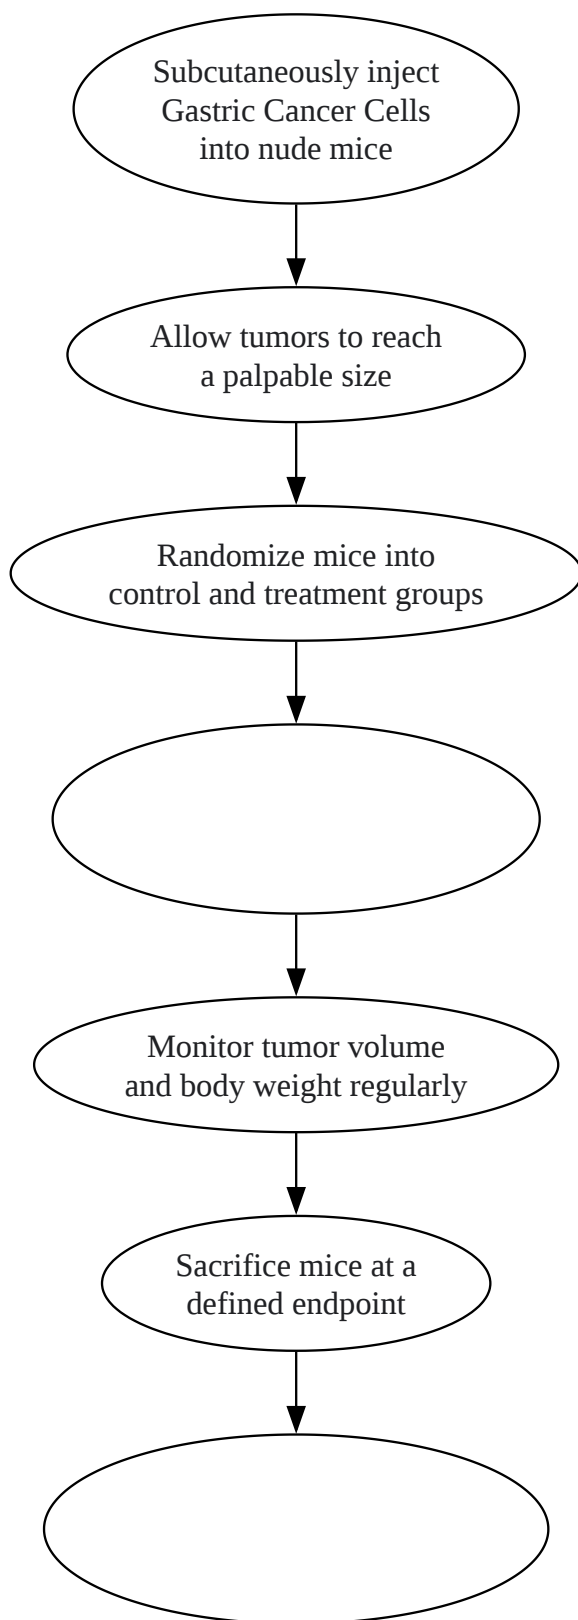 Subcutaneously inject
Gastric Cancer Cells
into nude mice
Allow tumors to reach
a palpable size
Randomize mice into
control and treatment groups
Monitor tumor volume
and body weight regularly
Sacrifice mice at a
defined endpoint